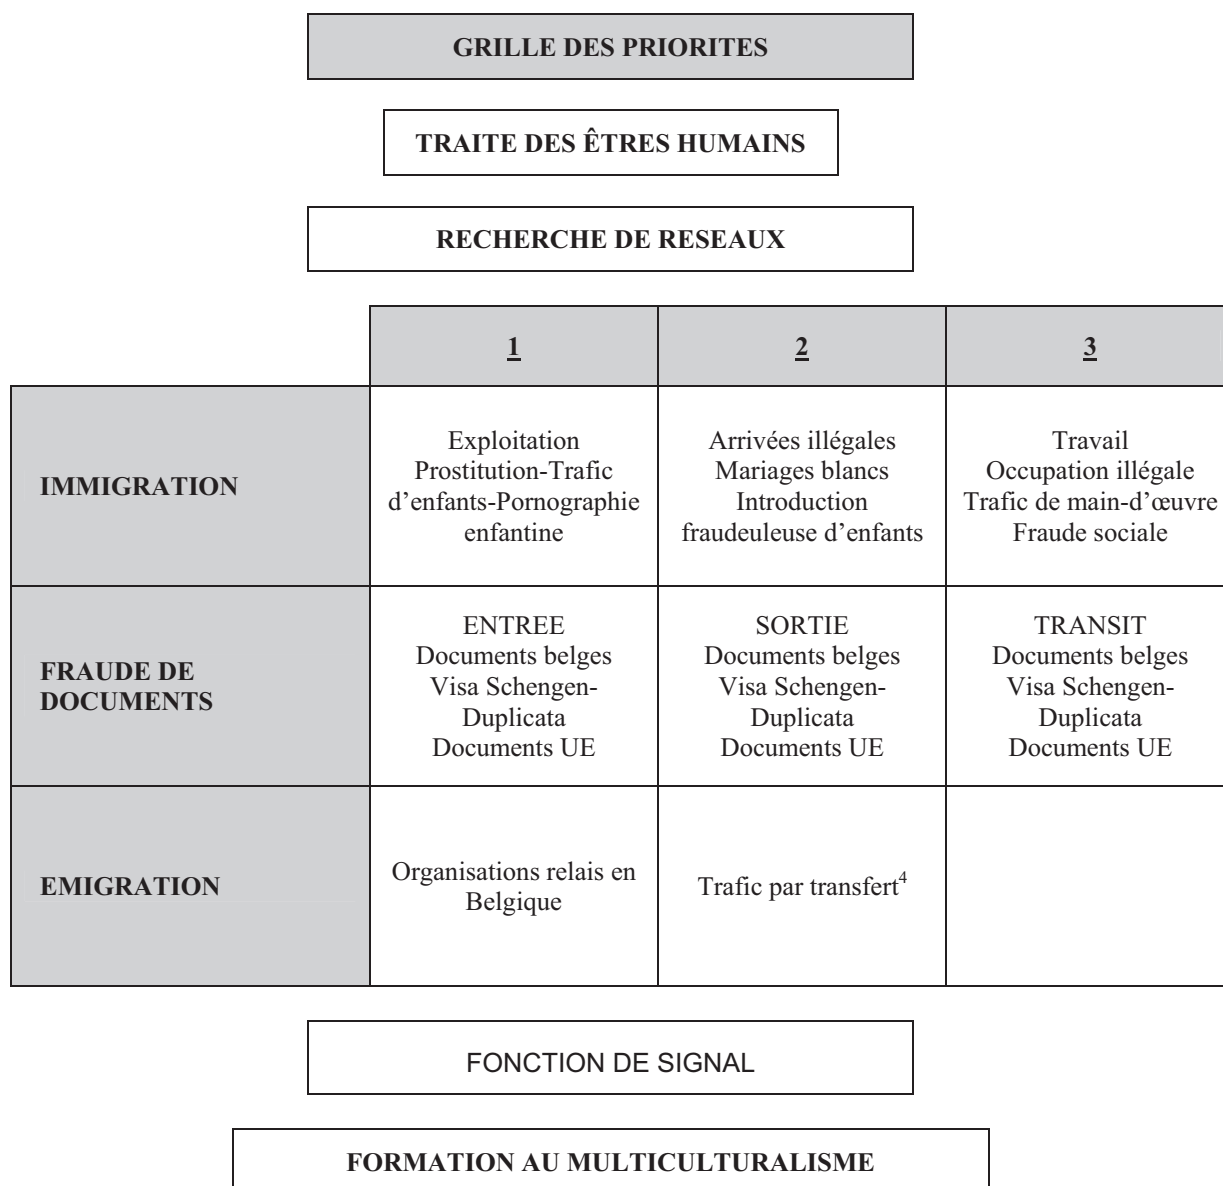 GRILLE DES PRIORITES
TRAITE DES ÊTRES HUMAINS
RECHERCHE DE RESEAUX
1
2
3
IMMIGRATION
Exploitation
Prostitution-Trafic
d’enfants-Pornographie
enfantine
Arrivées illégales
Mariages blancs
Introduction
fraudeuleuse d’enfants
Travail
Occupation illégale
Trafic de main-d’œuvre
Fraude sociale
FRAUDE DE
DOCUMENTS
ENTREE
Documents belges
Visa Schengen-
Duplicata
Documents UE
SORTIE
Documents belges
Visa Schengen-
Duplicata
Documents UE
TRANSIT
Documents belges
Visa Schengen-
Duplicata
Documents UE
EMIGRATION
Organisations relais en
Belgique
Trafic par transfert⁴
FONCTION DE SIGNAL
FORMATION AU MULTICULTURALISME